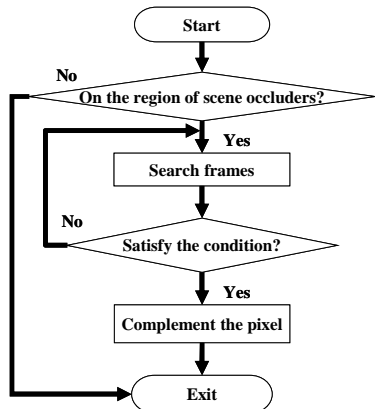 Start
No
On the region of scene occluders?
Yes
Search frames
No
Satisfy the condition?
Yes
Complement the pixel
Exit